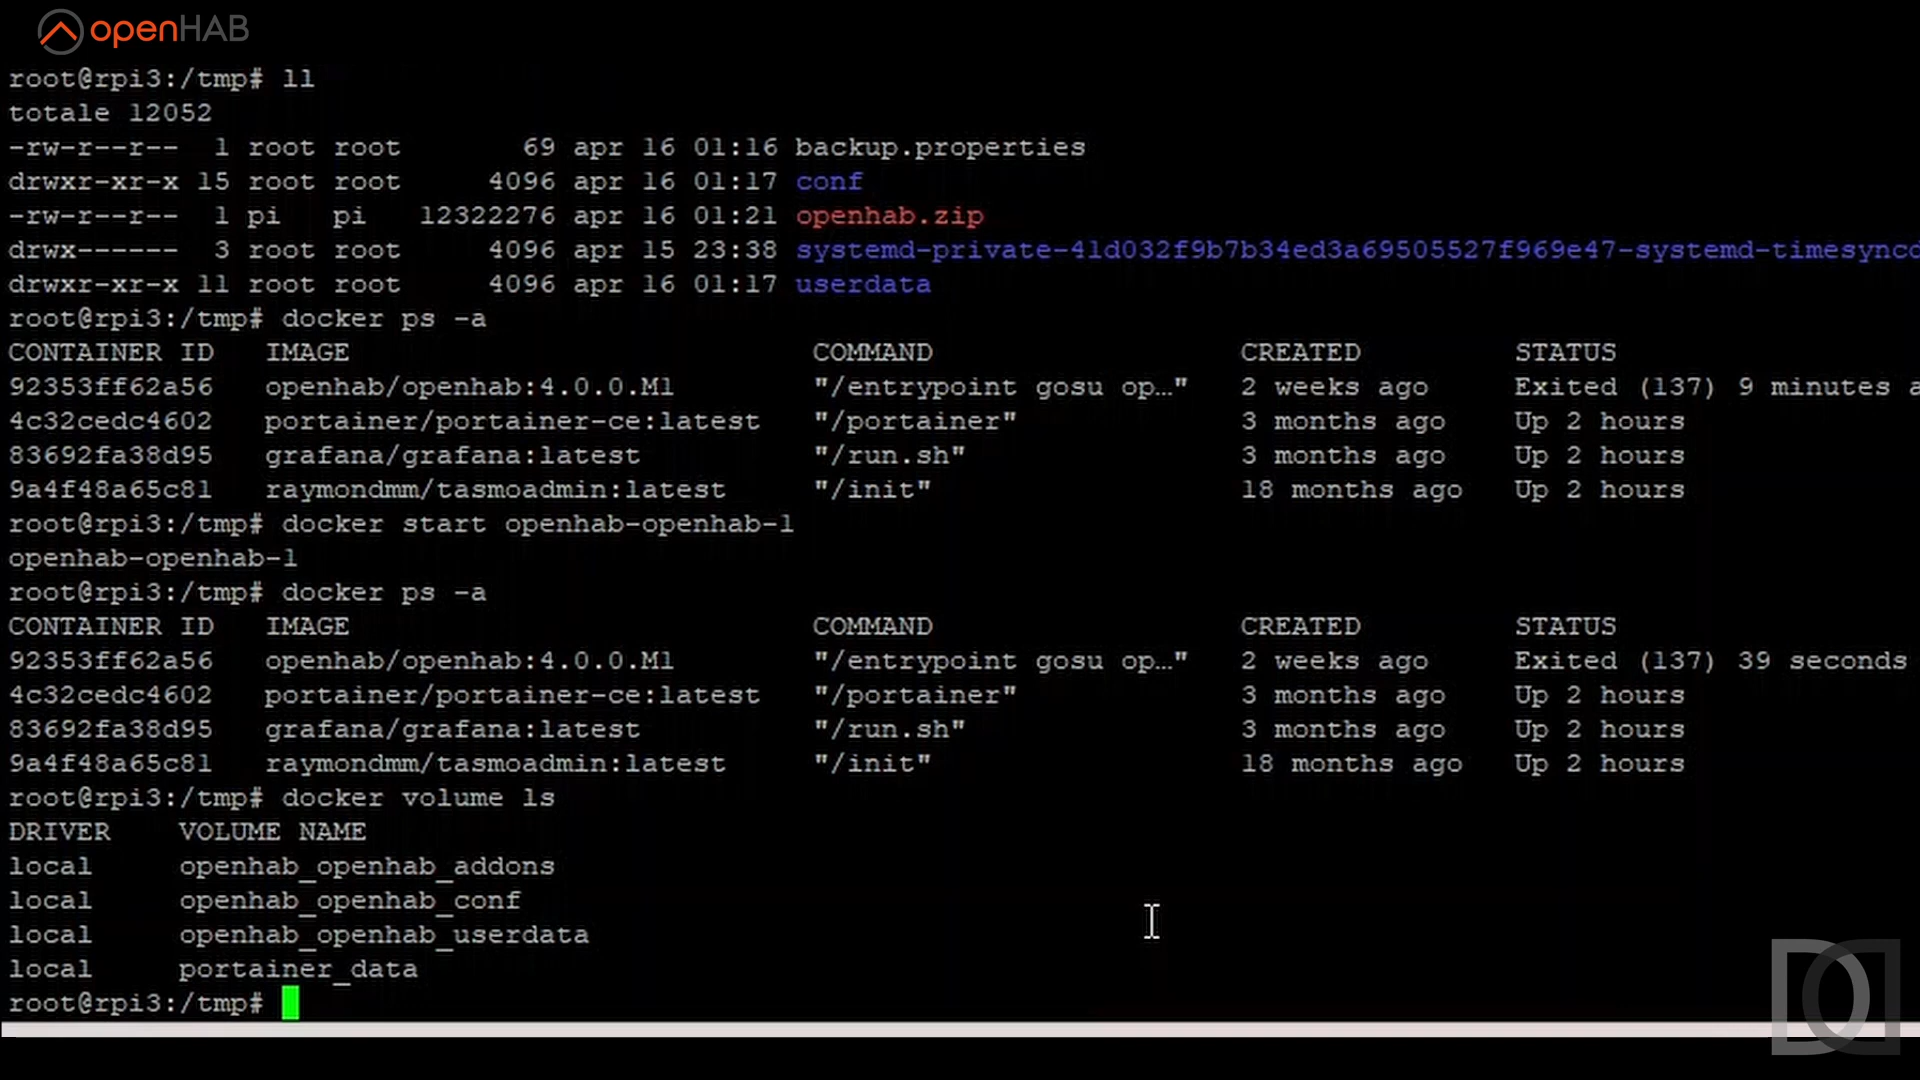 openHAB
root@rpi3:/tmp# ll
totale 12052
-rw-r--r-- 1 root root 69 apr 16 01:16 backup.properties
drwxr-xr-x 15 root root 4096 apr 16 01:17 conf
-rw-r--r-- 1 pi pi 12322276 apr 16 01:21 openhab.zip
drwx------ 3 root root 4096 apr 15 23:38 systemd-private-41d032f9b7b34ed3a69505527f969e47-systemd-timesync
drwxr-xr-x 11 root root 4096 apr 16 01:17 userdata
root@rpi3:/tmp# docker ps -a
CONTAINER ID IMAGE COMMAND CREATED STATUS
92353ff62a56 openhab/openhab:4.0.0.M1 "/entrypoint gosu op…" 2 weeks ago Exited (137) 9 minutes a
4c32cedc4602 portainer/portainer-ce:latest "/portainer" 3 months ago Up 2 hours
83692fa38d95 grafana/grafana:latest "/run.sh" 3 months ago Up 2 hours
9a4f48a65c81 raymondmm/tasmoadmin:latest "/init" 18 months ago Up 2 hours
root@rpi3:/tmp# docker start openhab-openhab-1
openhab-openhab-1
root@rpi3:/tmp# docker ps -a
CONTAINER ID IMAGE COMMAND CREATED STATUS
92353ff62a56 openhab/openhab:4.0.0.M1 "/entrypoint gosu op…" 2 weeks ago Exited (137) 39 seconds
4c32cedc4602 portainer/portainer-ce:latest "/portainer" 3 months ago Up 2 hours
83692fa38d95 grafana/grafana:latest "/run.sh" 3 months ago Up 2 hours
9a4f48a65c81 raymondmm/tasmoadmin:latest "/init" 18 months ago Up 2 hours
root@rpi3:/tmp# docker volume ls
DRIVER VOLUME NAME
local openhab_openhab_addons
local openhab_openhab_conf
local openhab_openhab_userdata
local portainer_data
root@rpi3:/tmp#